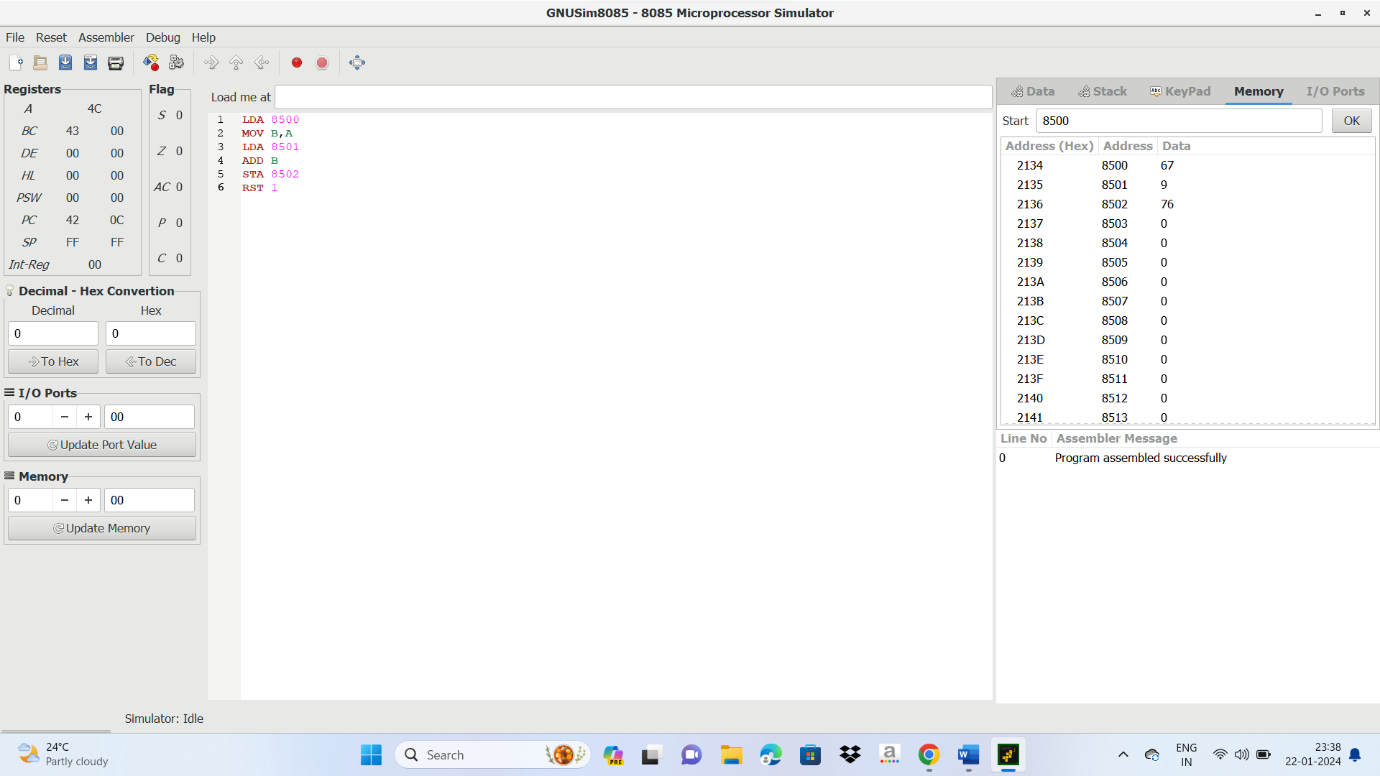 GNUSim8085 - 8085 Microprocessor Simulator
File Reset Assembler Debug Help
Registers
A 4C
BC 43 00
DE 00 00
HL 00 00
PSW 00 00
PC 42 0C
SP FF FF
Int-Reg 00
Flag
S 0
Z 0
AC 0
P 0
C 0
Decimal - Hex Convertion
Decimal Hex
0 0
To Hex To Dec
I/O Ports
0 − + 00
Update Port Value
Memory
0 − + 00
Update Memory
Load me at
1 LDA 8500
2 MOV B,A
3 LDA 8501
4 ADD B
5 STA 8502
6 RST 1
Data Stack Abc KeyPad Memory I/O Ports
Start 8500 OK
Address (Hex) Address Data
2134 8500 67
2135 8501 9
2136 8502 76
2137 8503 0
2138 8504 0
2139 8505 0
213A 8506 0
213B 8507 0
213C 8508 0
213D 8509 0
213E 8510 0
213F 8511 0
2140 8512 0
2141 8513 0
Line No Assembler Message
0 Program assembled successfully
Simulator: Idle
24°C
Partly cloudy
Search
PRE
a
W
ENG
IN
23:38
22-01-2024